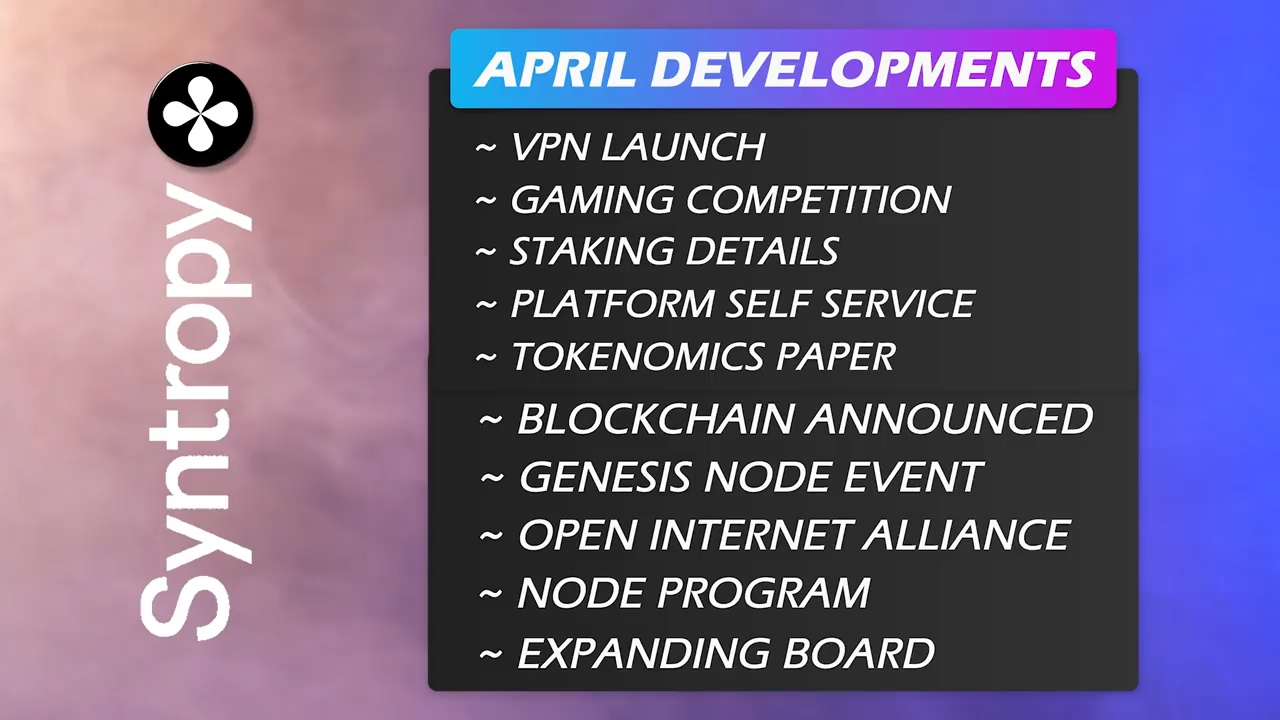 Syntropy
APRIL DEVELOPMENTS
~ VPN LAUNCH
~ GAMING COMPETITION
~ STAKING DETAILS
~ PLATFORM SELF SERVICE
~ TOKENOMICS PAPER
~ BLOCKCHAIN ANNOUNCED
~ GENESIS NODE EVENT
~ OPEN INTERNET ALLIANCE
~ NODE PROGRAM
~ EXPANDING BOARD